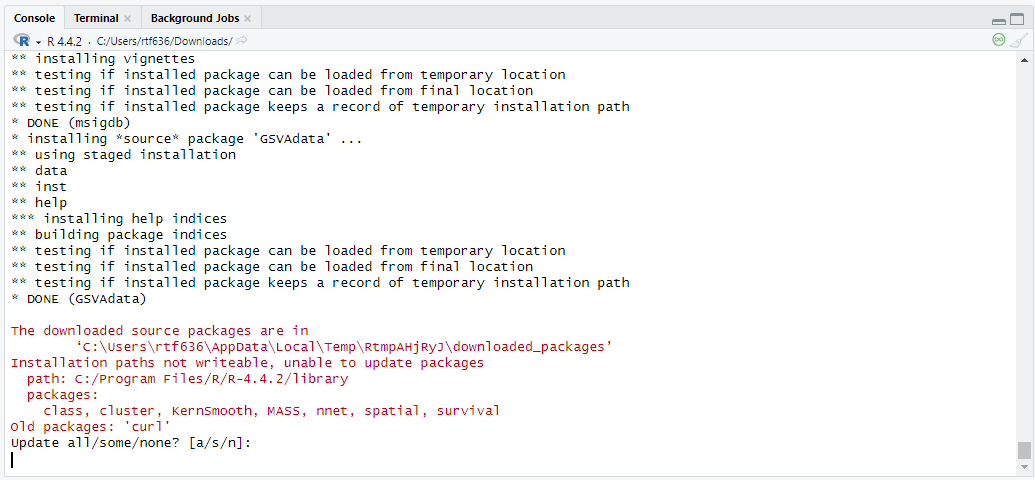 Console Terminal Background Jobs
R 4.4.2 · C:/Users/rtf636/Downloads/
** installing vignettes
** testing if installed package can be loaded from temporary location
** testing if installed package can be loaded from final location
** testing if installed package keeps a record of temporary installation path
* DONE (msigdb)
* installing *source* package 'GSVAdata' ...
** using staged installation
** data
** inst
** help
*** installing help indices
** building package indices
** testing if installed package can be loaded from temporary location
** testing if installed package can be loaded from final location
** testing if installed package keeps a record of temporary installation path
* DONE (GSVAdata)
The downloaded source packages are in
‘C:\Users\rtf636\AppData\Local\Temp\RtmpAHjRyJ\downloaded_packages’
Installation paths not writeable, unable to update packages
path: C:/Program Files/R/R-4.4.2/library
packages:
class, cluster, KernSmooth, MASS, nnet, spatial, survival
Old packages: 'curl'
Update all/some/none? [a/s/n]: